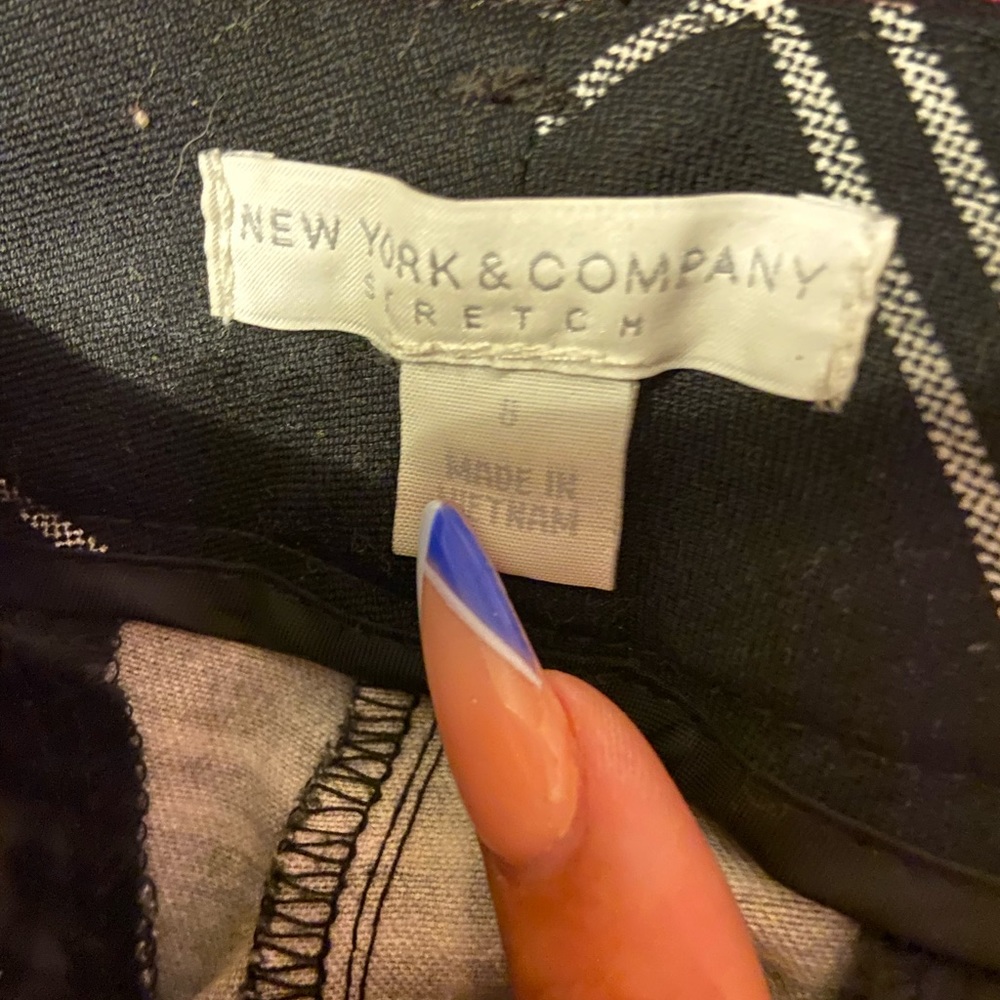 NEW YORK & COMPANY
STRETCH
MADE IN
VIETNAM